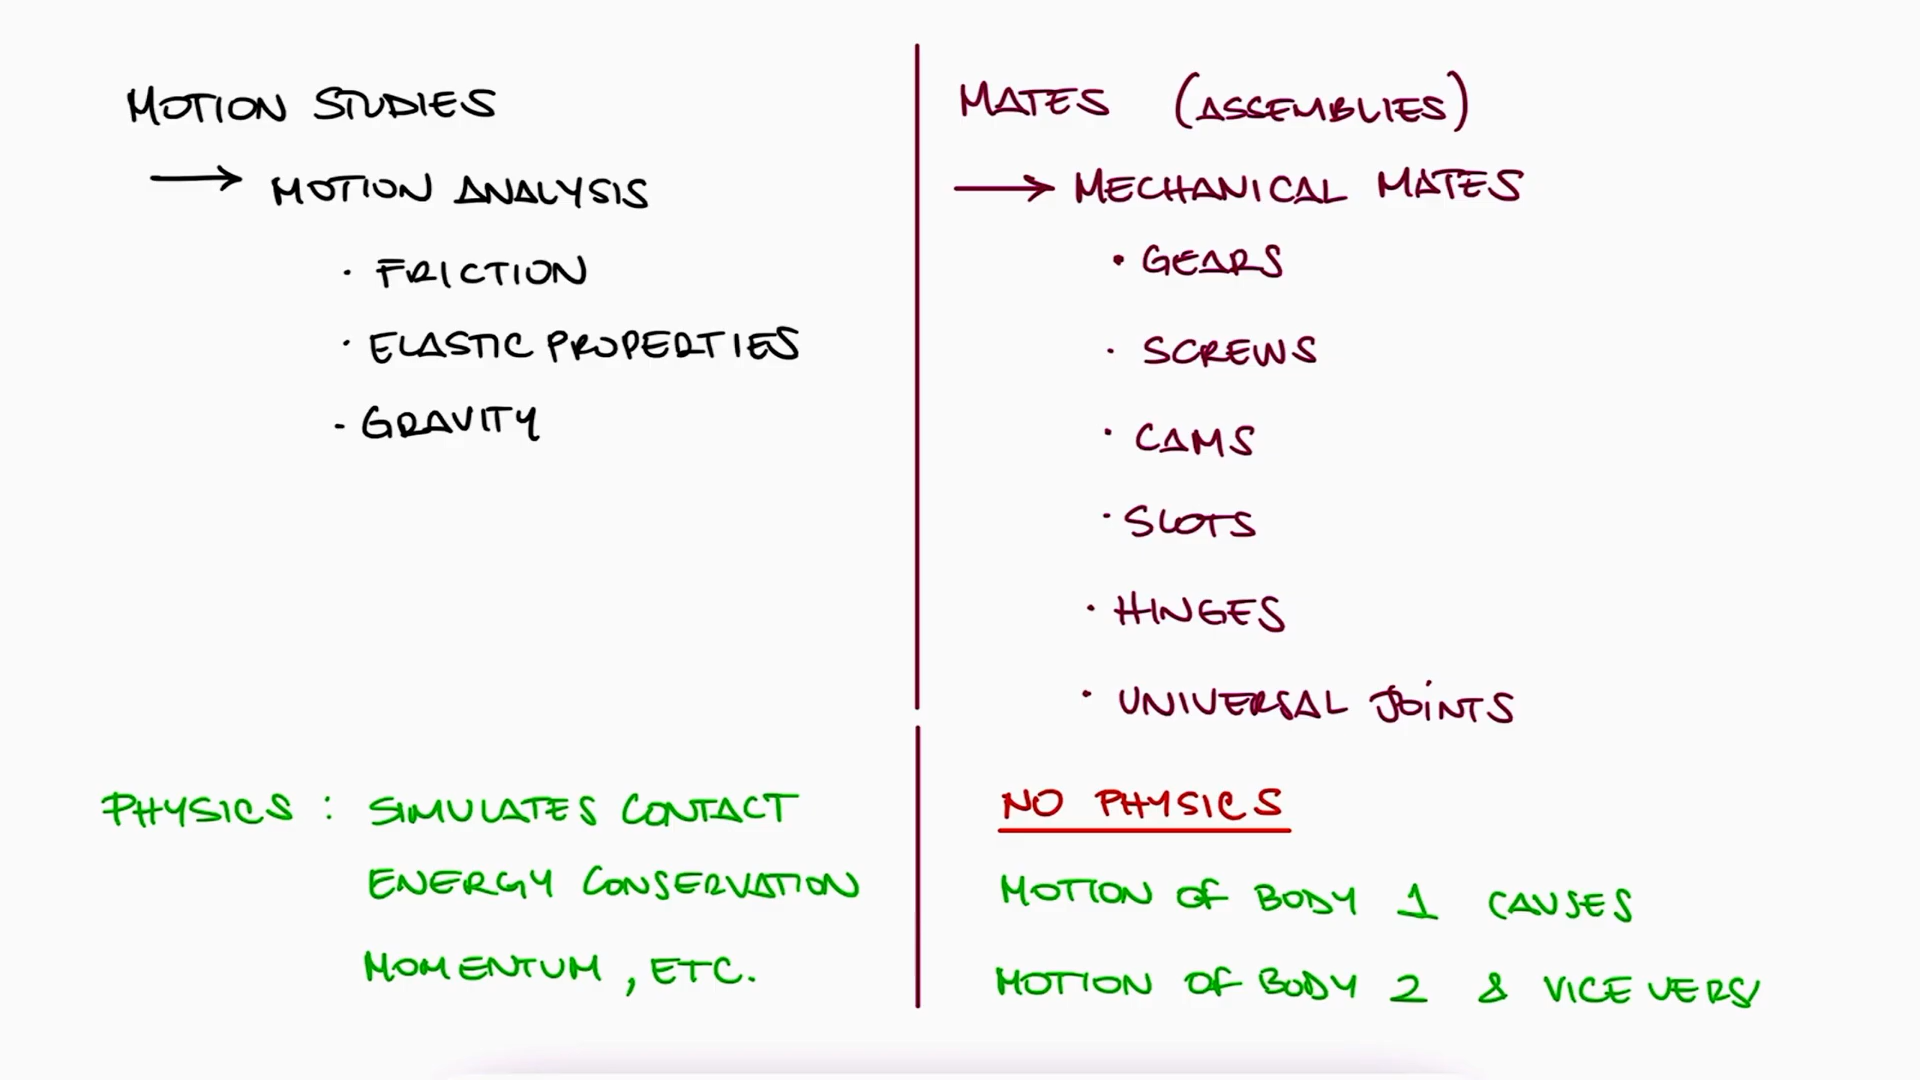 MOTION STUDIES
→ MOTION ANALYSIS
· FRICTION
· ELASTIC PROPERTIES
- GRAVITY
PHYSICS : SIMULATES CONTACT
ENERGY CONSERVATION
MOMENTUM, ETC.
MATES (ASSEMBLIES)
→ MECHANICAL MATES
· GEARS
· SCREWS
· CAMS
· SLOTS
· HINGES
· UNIVERSAL JOINTS
NO PHYSICS
MOTION OF BODY 1 CAUSES
MOTION OF BODY 2 & VICE VERS